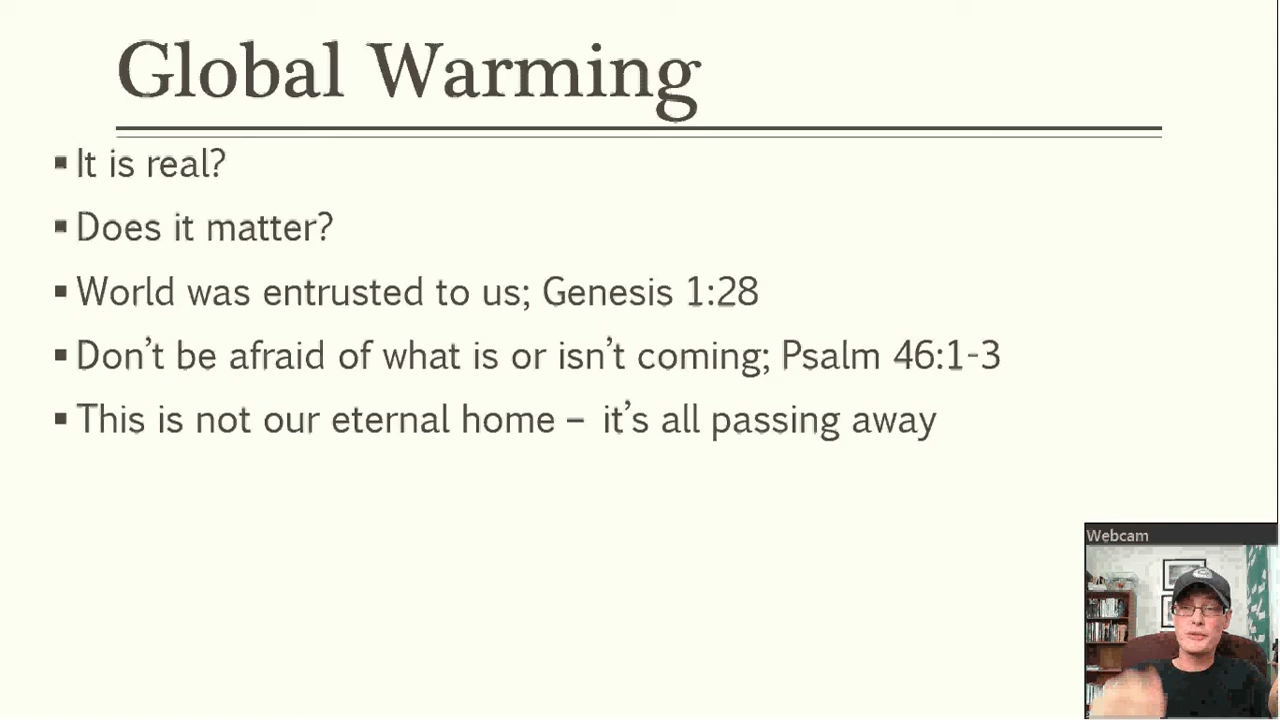 Global Warming
▪ It is real?
▪ Does it matter?
▪ World was entrusted to us; Genesis 1:28
▪ Don’t be afraid of what is or isn’t coming; Psalm 46:1-3
▪ This is not our eternal home – it’s all passing away
Webcam